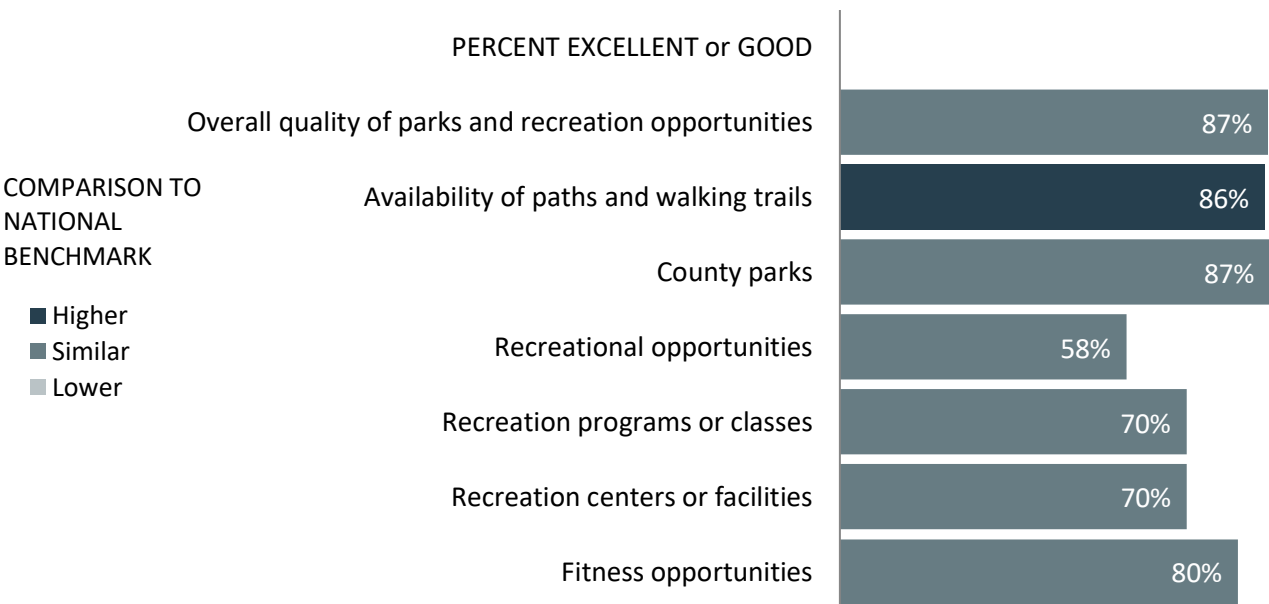 PERCENT EXCELLENT or GOOD
Overall quality of parks and recreation opportunities 87%
COMPARISON TO
NATIONAL
BENCHMARK
Higher
Similar
Lower
Availability of paths and walking trails 86%
County parks 87%
Recreational opportunities 58%
Recreation programs or classes 70%
Recreation centers or facilities 70%
Fitness opportunities 80%